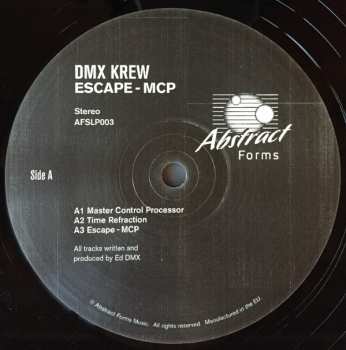 DMX KREW
ESCAPE - MCP
Stereo
AFSLP003
Abstract
Forms
Side A
A1 Master Control Processor
A2 Time Refraction
A3 Escape - MCP
All tracks written and
produced by Ed DMX
℗ Abstract Forms Music. All rights reserved. Manufactured in the EU